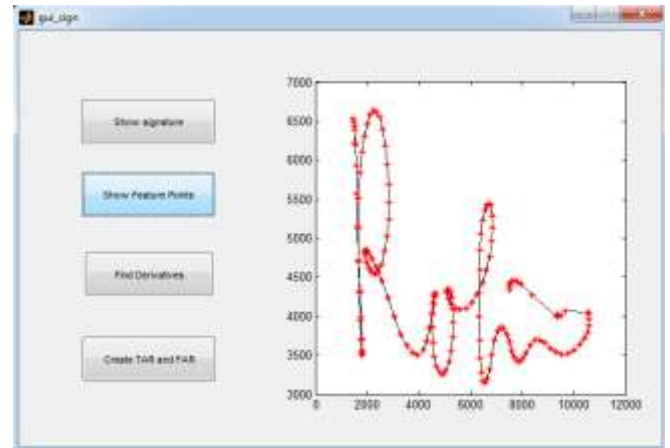 gui_sign
Show signature
Show Feature Points
Find Derivatives
Create TAR and FAR
7000
6500
6000
5500
5000
4500
4000
3500
3000
0 2000 4000 6000 8000 10000 12000